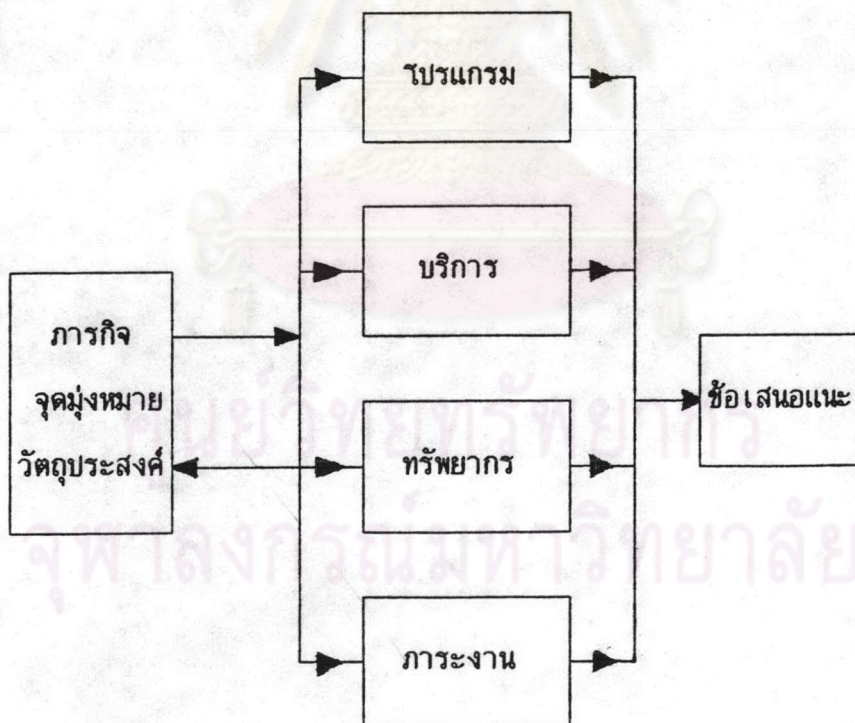 โปรแกรม
บริการ
ภารกิจ
จุดมุ่งหมาย
วัตถุประสงค์
ข้อเสนอแนะ
ทรัพยากร
ภาระงาน
ศูนย์วิทยทรัพยากร
จุฬาลงกรณ์มหาวิทยาลัย